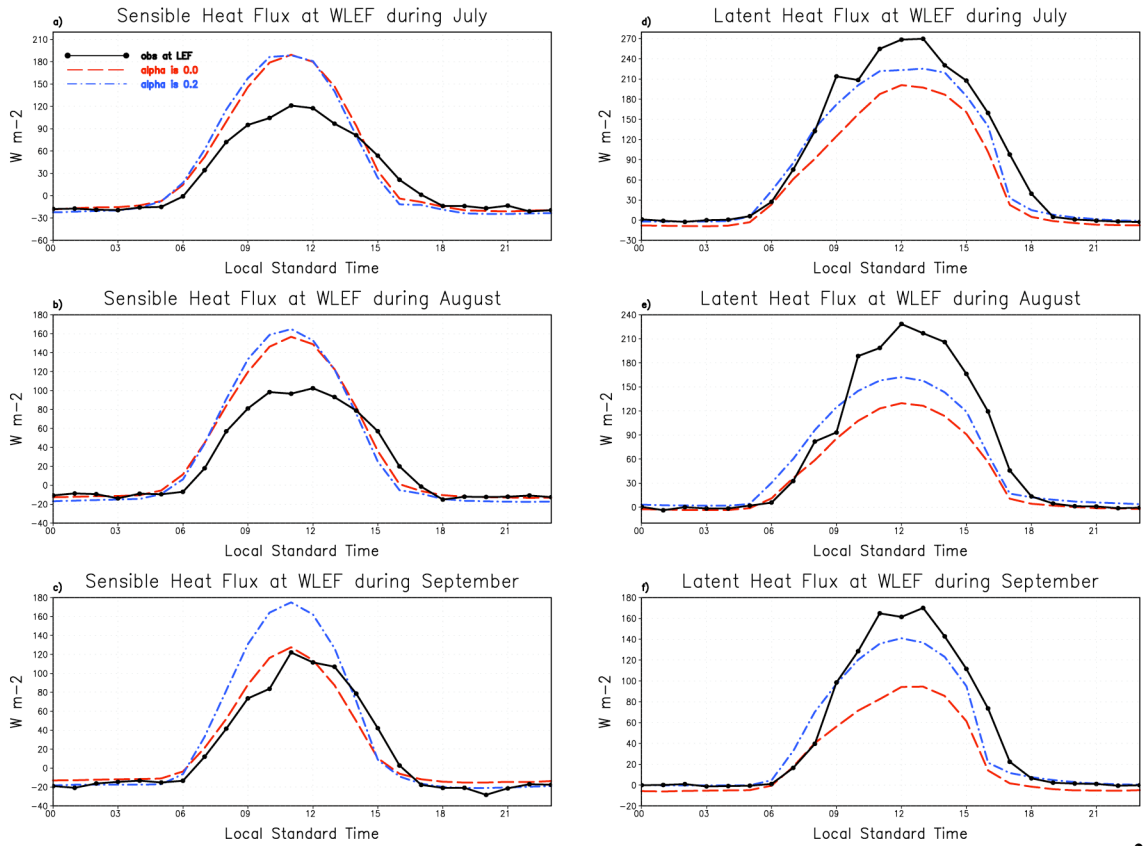 a) Sensible Heat Flux at WLEF during July
W m-2
210
180
150
120
90
60
30
0
−30
−60
obs at LEF
alpha is 0.0
alpha is 0.2
00 03 06 09 12 15 18 21
Local Standard Time
d) Latent Heat Flux at WLEF during July
W m-2
270
240
210
180
150
120
90
60
30
0
−30
00 03 06 09 12 15 18 21
Local Standard Time
b) Sensible Heat Flux at WLEF during August
W m-2
180
160
140
120
100
80
60
40
20
0
−20
−40
00 03 06 09 12 15 18 21
Local Standard Time
e) Latent Heat Flux at WLEF during August
W m-2
240
210
180
150
120
90
60
30
0
00 03 06 09 12 15 18 21
Local Standard Time
c) Sensible Heat Flux at WLEF during September
W m-2
180
160
140
120
100
80
60
40
20
0
−20
−40
00 03 06 09 12 15 18 21
Local Standard Time
f) Latent Heat Flux at WLEF during September
W m-2
180
160
140
120
100
80
60
40
20
0
−20
00 03 06 09 12 15 18 21
Local Standard Time